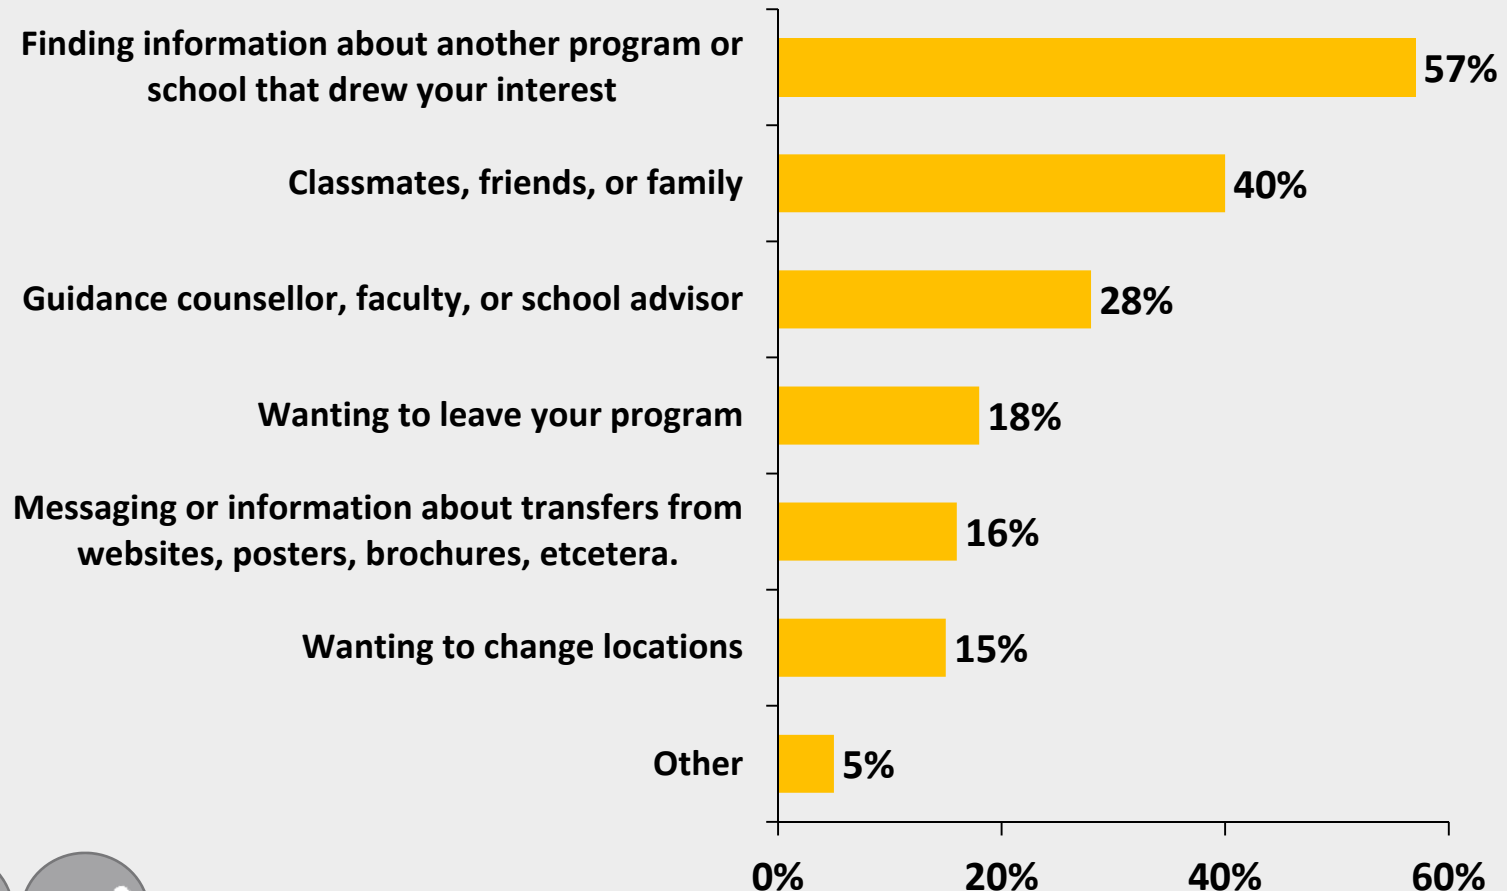 Finding information about another program or
school that drew your interest
57%
Classmates, friends, or family
40%
Guidance counsellor, faculty, or school advisor
28%
Wanting to leave your program
18%
Messaging or information about transfers from
websites, posters, brochures, etcetera.
16%
Wanting to change locations
15%
Other
5%
0%
20%
40%
60%